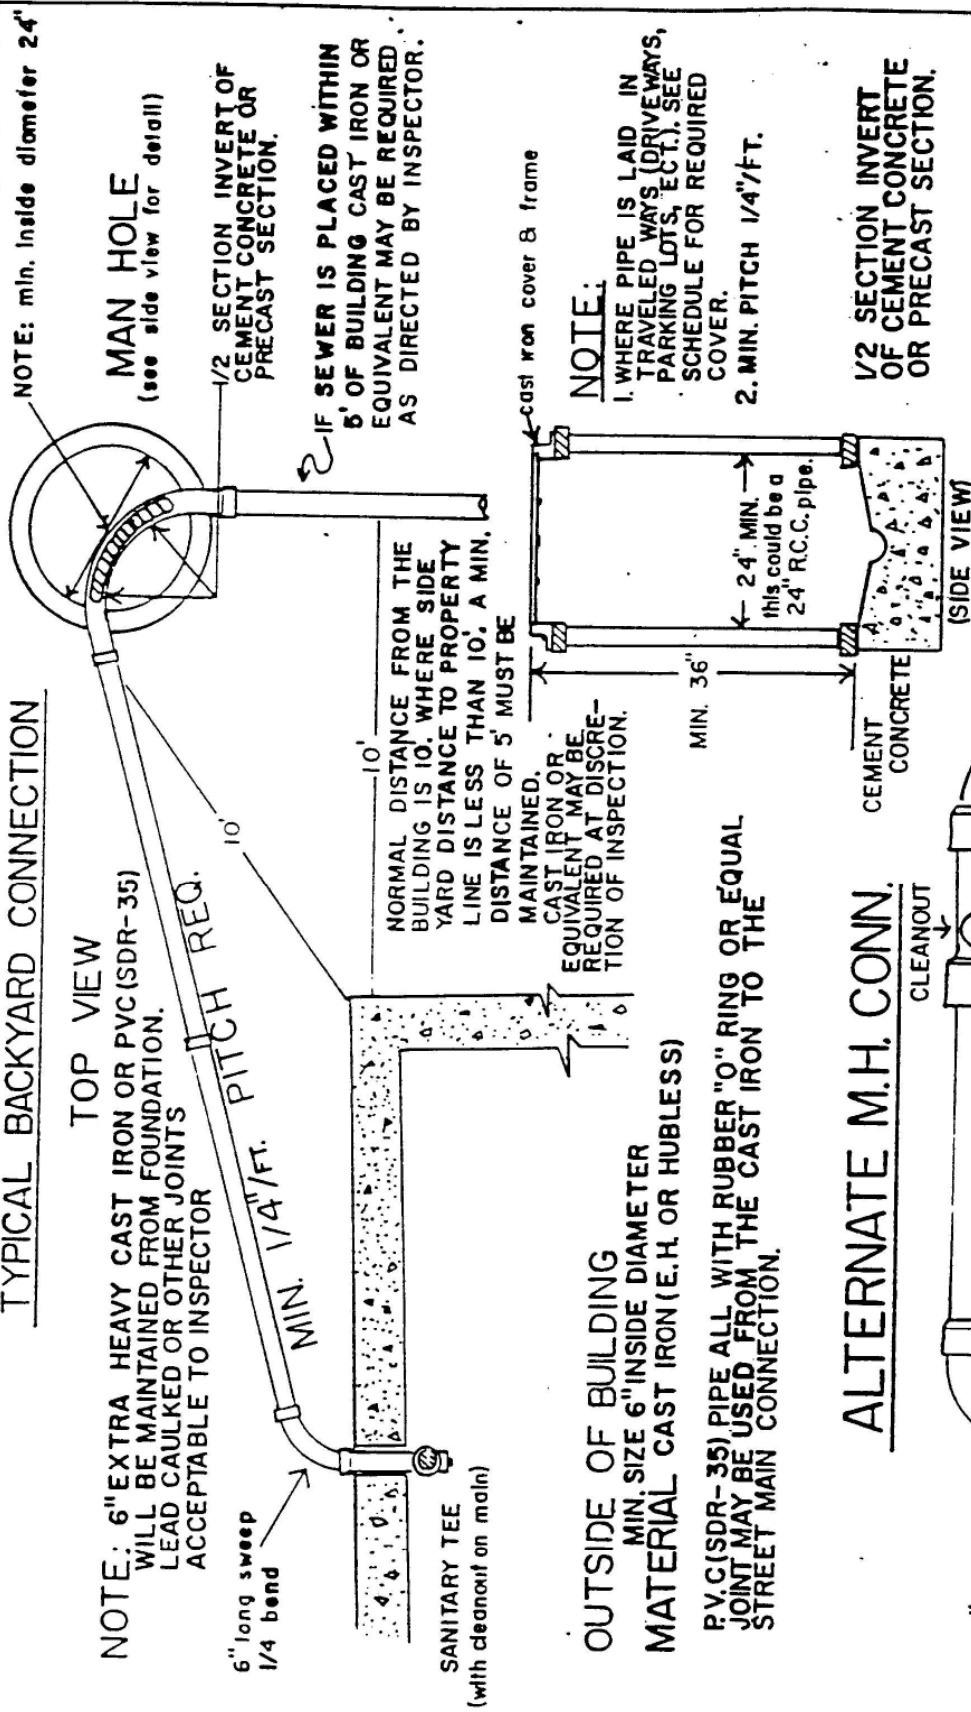 TYPICAL BACKYARD CONNECTION
TOP VIEW
NOTE: 6" EXTRA HEAVY CAST IRON OR PVC (SDR-35)
WILL BE MAINTAINED FROM FOUNDATION.
LEAD CAULKED OR OTHER JOINTS
ACCEPTABLE TO INSPECTOR
6" long sweep
1/4 bend
MIN. 1/4"/FT. PITCH REQ.
SANITARY TEE
(with cleanout on main)
10'
10'
NOTE: min. inside diameter 24"
MAN HOLE
(see side view for detail)
1/2 SECTION INVERT OF
CEMENT CONCRETE OR
PRECAST SECTION.
IF SEWER IS PLACED WITHIN
5' OF BUILDING CAST IRON OR
EQUIVALENT MAY BE REQUIRED
AS DIRECTED BY INSPECTOR.
NORMAL DISTANCE FROM THE
BUILDING IS 10'. WHERE SIDE
YARD DISTANCE TO PROPERTY
LINE IS LESS THAN 10'. A MIN.
DISTANCE OF 5' MUST BE
MAINTAINED.
CAST IRON OR
EQUIVALENT MAY BE
REQUIRED AT DISCRE-
TION OF INSPECTION.
OUTSIDE OF BUILDING
MIN. SIZE 6" INSIDE DIAMETER
MATERIAL CAST IRON (E.H. OR HUBLESS)
P.V.C (SDR-35) PIPE ALL WITH RUBBER "O" RING OR EQUAL
JOINT MAY BE USED FROM THE CAST IRON TO THE
STREET MAIN CONNECTION.
cast iron cover & frame
MIN. 36"
24" MIN.
this could be a
24" R.C.C. pipe.
CEMENT
CONCRETE
(SIDE VIEW)
NOTE:
1. WHERE PIPE IS LAID IN
TRAVELED WAYS (DRIVEWAYS,
PARKING LOTS, ECT.). SEE
SCHEDULE FOR REQUIRED
COVER.
2. MIN. PITCH 1/4"/FT.
1/2 SECTION INVERT
OF CEMENT CONCRETE
OR PRECAST SECTION.
ALTERNATE M.H. CONN.
CLEANOUT